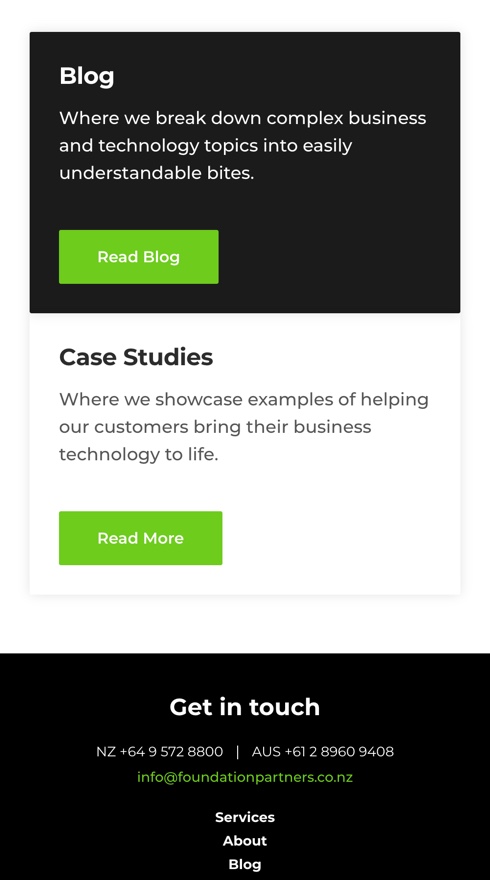 Blog
Where we break down complex business
and technology topics into easily
understandable bites.
Read Blog
Case Studies
Where we showcase examples of helping
our customers bring their business
technology to life.
Read More
Get in touch
NZ +64 9 572 8800 | AUS +61 2 8960 9408
info@foundationpartners.co.nz
Services
About
Blog